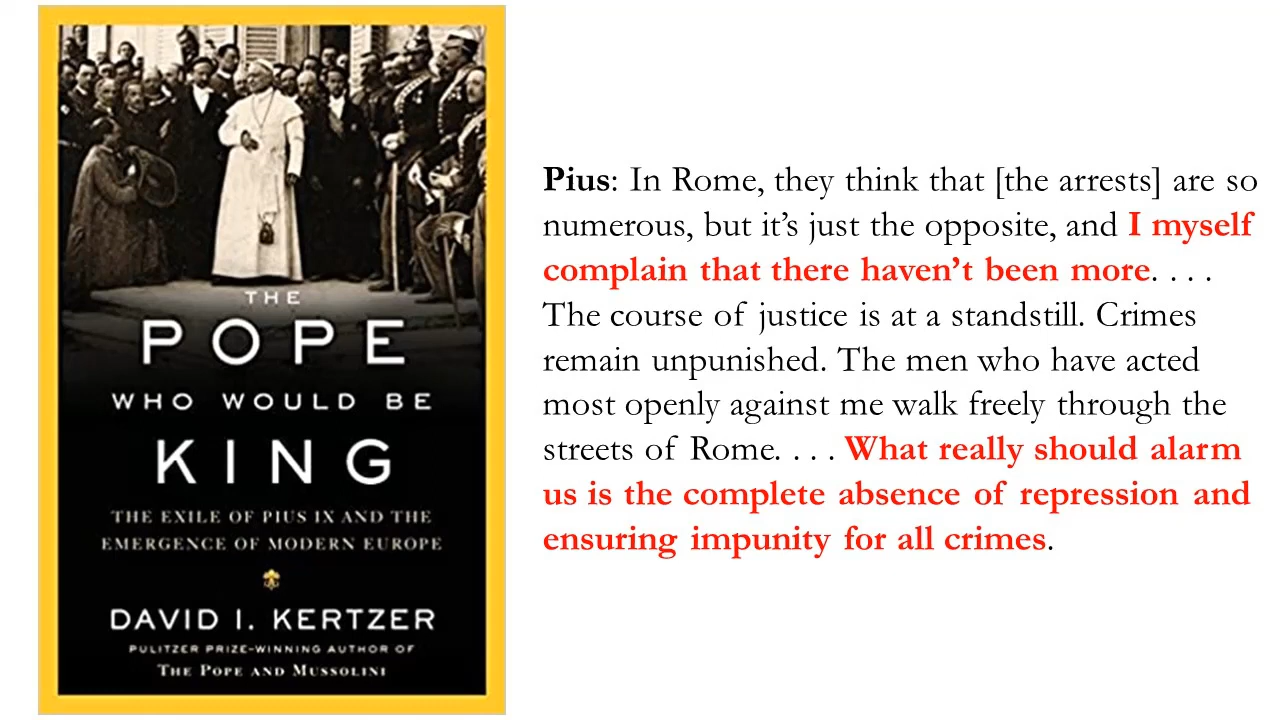 THE
POPE
WHO WOULD BE
KING
THE EXILE OF PIUS IX AND THE
EMERGENCE OF MODERN EUROPE
DAVID I. KERTZER
PULITZER PRIZE-WINNING AUTHOR OF
THE POPE AND MUSSOLINI
Pius: In Rome, they think that [the arrests] are so
numerous, but it’s just the opposite, and I myself
complain that there haven’t been more. . . .
The course of justice is at a standstill. Crimes
remain unpunished. The men who have acted
most openly against me walk freely through the
streets of Rome. . . . What really should alarm
us is the complete absence of repression and
ensuring impunity for all crimes.